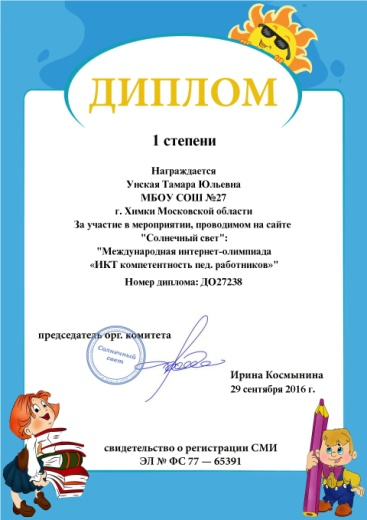 ДИПЛОМ
1 степени
Награждается
Унская Тамара Юльевна
МБОУ СОШ №27
г. Химки Московской области
За участие в мероприятии, проводимом на сайте
"Солнечный свет":
"Международная интернет-олимпиада
«ИКТ компетентность пед. работников»"
Номер диплома: ДО27238
председатель орг. комитета
Солнечный
свет
Ирина Космынина
29 сентября 2016 г.
свидетельство о регистрации СМИ
ЭЛ № ФС 77 — 65391